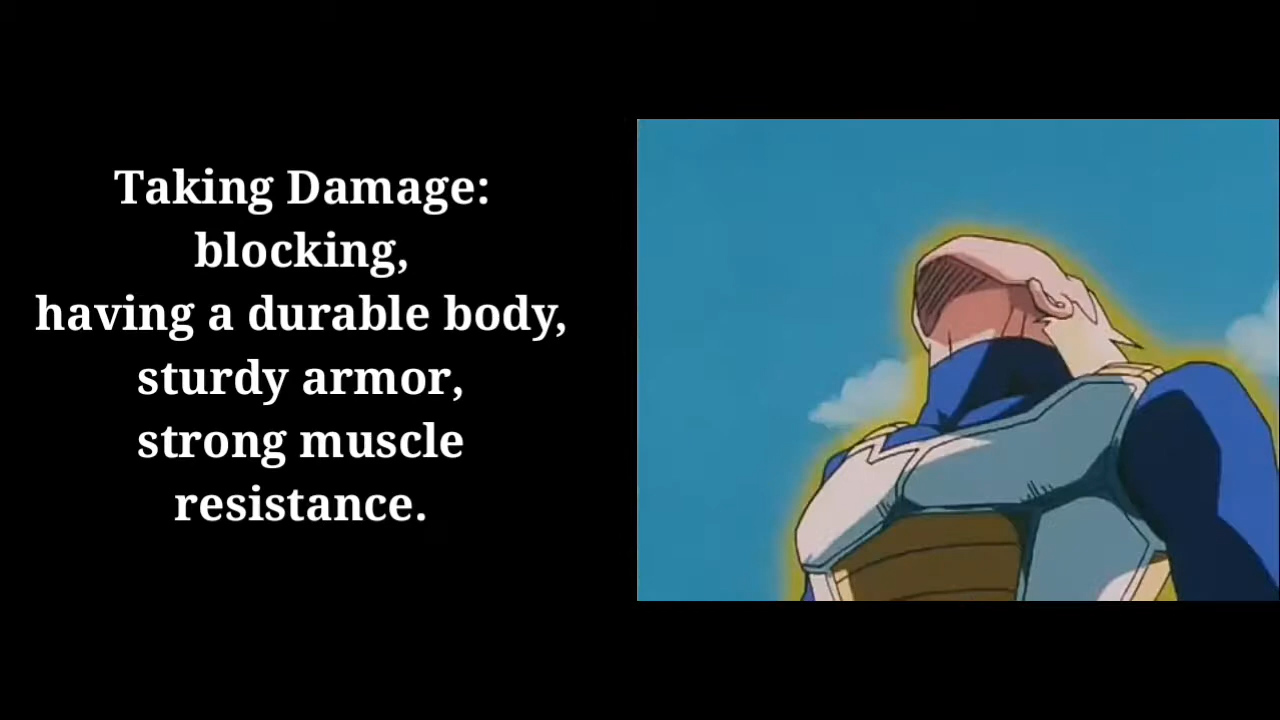 Taking Damage:
blocking,
having a durable body,
sturdy armor,
strong muscle
resistance.